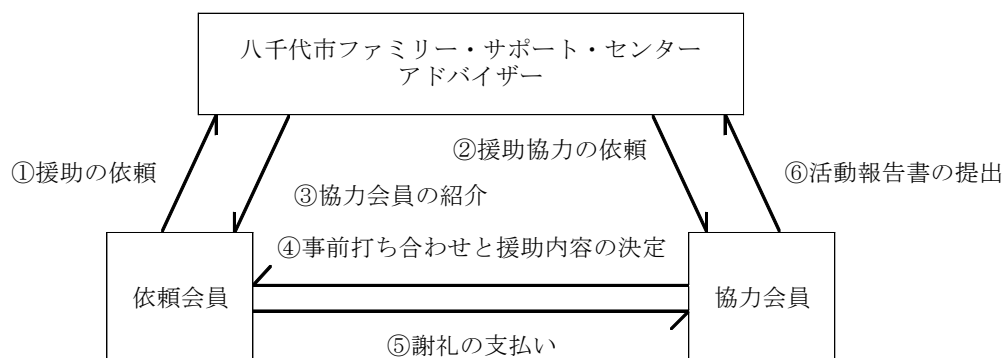 八千代市ファミリー・サポート・センター
アドバイザー
①援助の依頼
②援助協力の依頼
⑥活動報告書の提出
③協力会員の紹介
④事前打ち合わせと援助内容の決定
依頼会員
協力会員
⑤謝礼の支払い